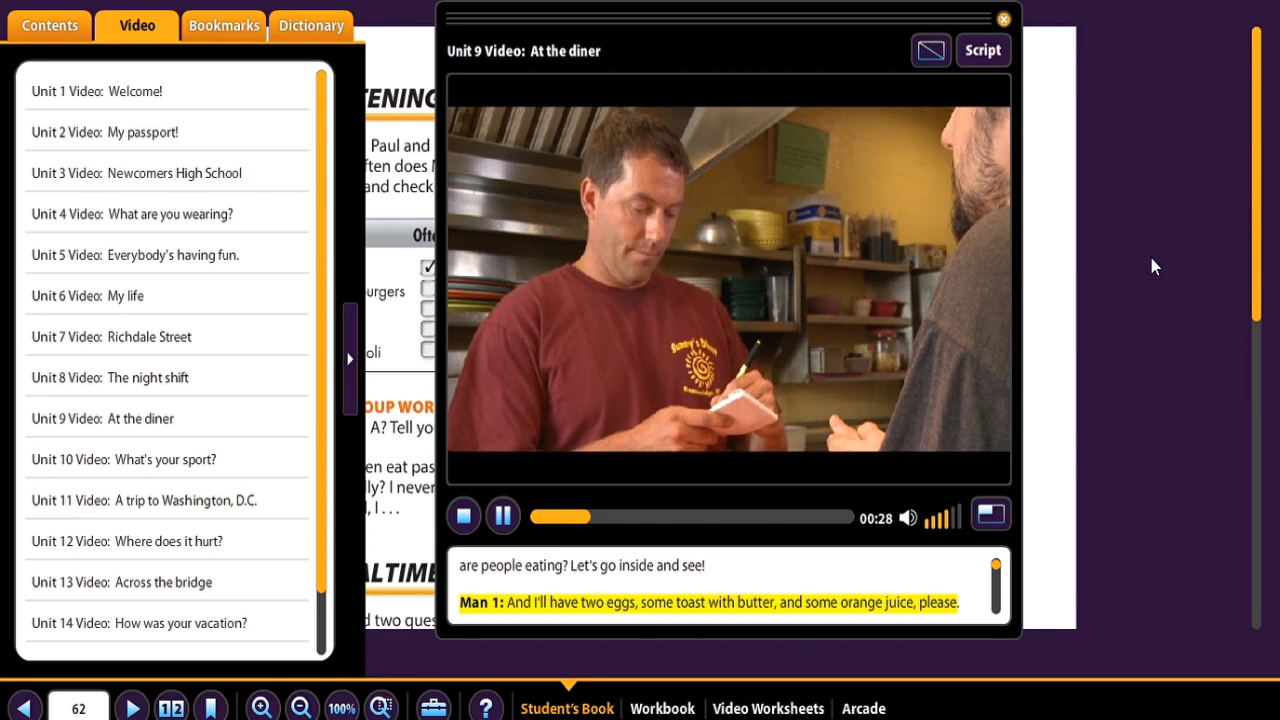 Contents
Video
Bookmarks
Dictionary
Unit 1 Video: Welcome!
Unit 2 Video: My passport!
Unit 3 Video: Newcomers High School
Unit 4 Video: What are you wearing?
Unit 5 Video: Everybody's having fun.
Unit 6 Video: My life
Unit 7 Video: Richdale Street
Unit 8 Video: The night shift
Unit 9 Video: At the diner
Unit 10 Video: What's your sport?
Unit 11 Video: A trip to Washington, D.C.
Unit 12 Video: Where does it hurt?
Unit 13 Video: Across the bridge
Unit 14 Video: How was your vacation?
TENING
Paul and
ften does
and check
Ofte
urgers
oli
OUP WOR
A? Tell you
en eat pas
lly? I never
, I . . .
ALTIME
d two ques
Unit 9 Video: At the diner
Script
Sunny's Diner
00:28
are people eating? Let's go inside and see!
Man 1: And I'll have two eggs, some toast with butter, and some orange juice, please.
62
1 2
100%
?
Student's Book
Workbook
Video Worksheets
Arcade